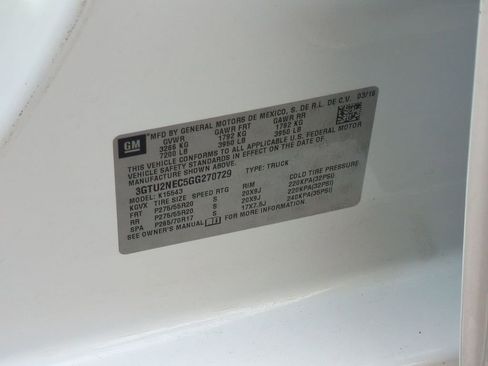 GM
MFD BY GENERAL MOTORS DE MEXICO, S. DE R.L. DE C.V. 03/16
GVWR GAWR FRT GAWR RR
3266 KG 1792 KG 1792 KG
7200 LB 3950 LB 3950 LB
THIS VEHICLE CONFORMS TO ALL APPLICABLE U.S. FEDERAL MOTOR
VEHICLE SAFETY STANDARDS IN EFFECT ON THE DATE OF
MANUFACTURE SHOWN ABOVE.
3GTU2NEC5GG270729 TYPE: TRUCK
MODEL: K15543
KGVX TIRE SIZE SPEED RTG RIM COLD TIRE PRESSURE
FRT P275/55R20 S 20X9J 220KPA(32PSI)
RR P275/55R20 S 20X9J 220KPA(32PSI)
SPA P265/70R17 S 17X7.5J 240KPA(35PSI)
SEE OWNER'S MANUAL FOR MORE INFORMATION.